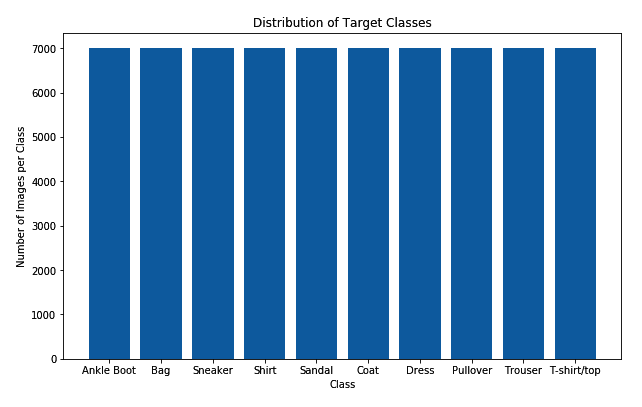 Distribution of Target Classes
Number of Images per Class
7000
6000
5000
4000
3000
2000
1000
0
Ankle Boot Bag Sneaker Shirt Sandal Coat Dress Pullover Trouser T-shirt/top
Class